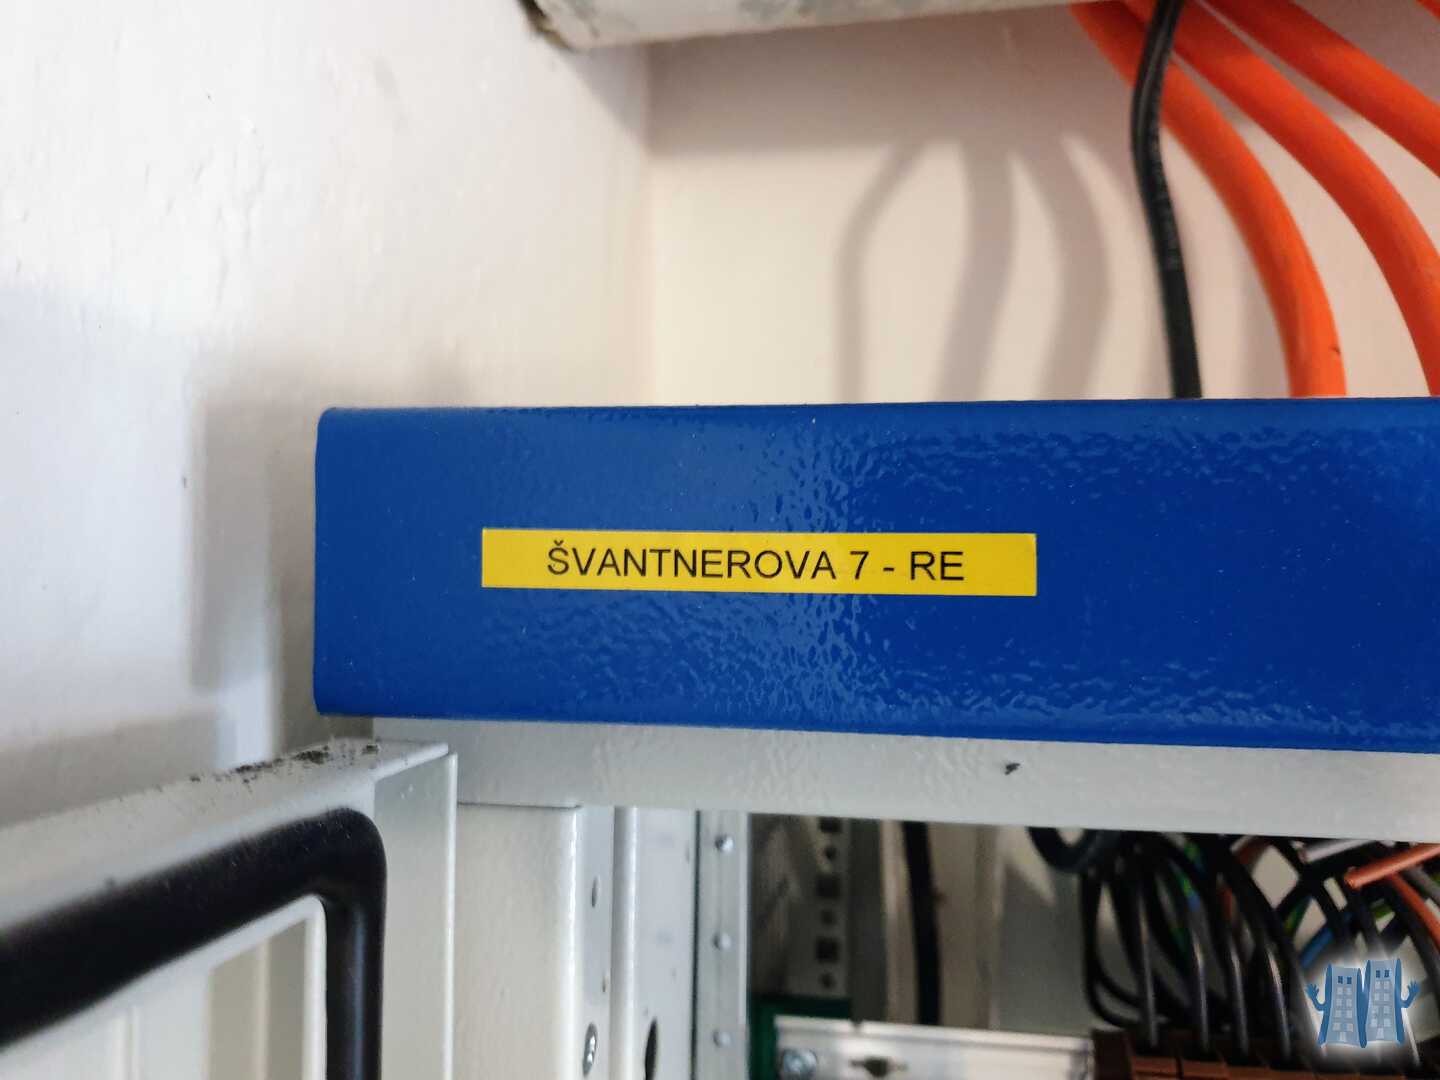 ŠVANTNEROVA 7 - RE